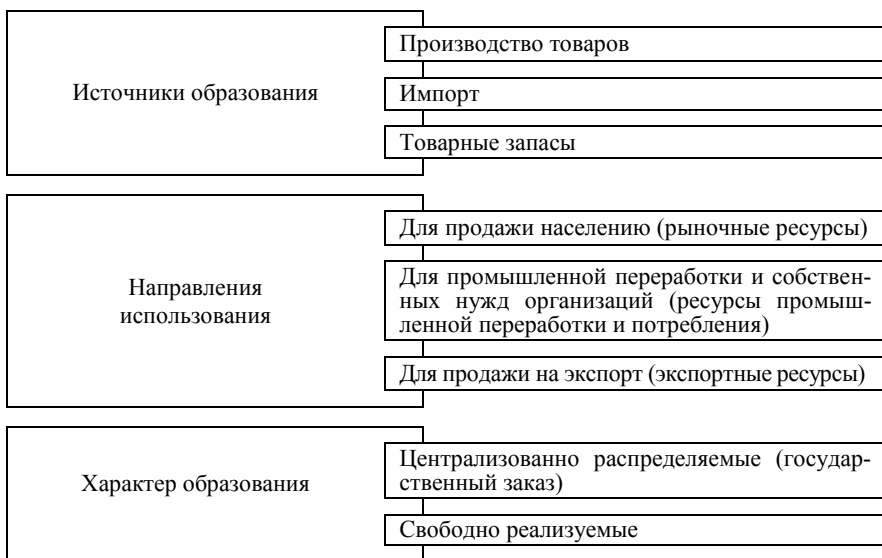 Источники образования
Производство товаров
Импорт
Товарные запасы
Направления
использования
Для продажи населению (рыночные ресурсы)
Для промышленной переработки и собствен-
ных нужд организаций (ресурсы промыш-
ленной переработки и потребления)
Для продажи на экспорт (экспортные ресурсы)
Характер образования
Централизованно распределяемые (государ-
ственный заказ)
Свободно реализуемые